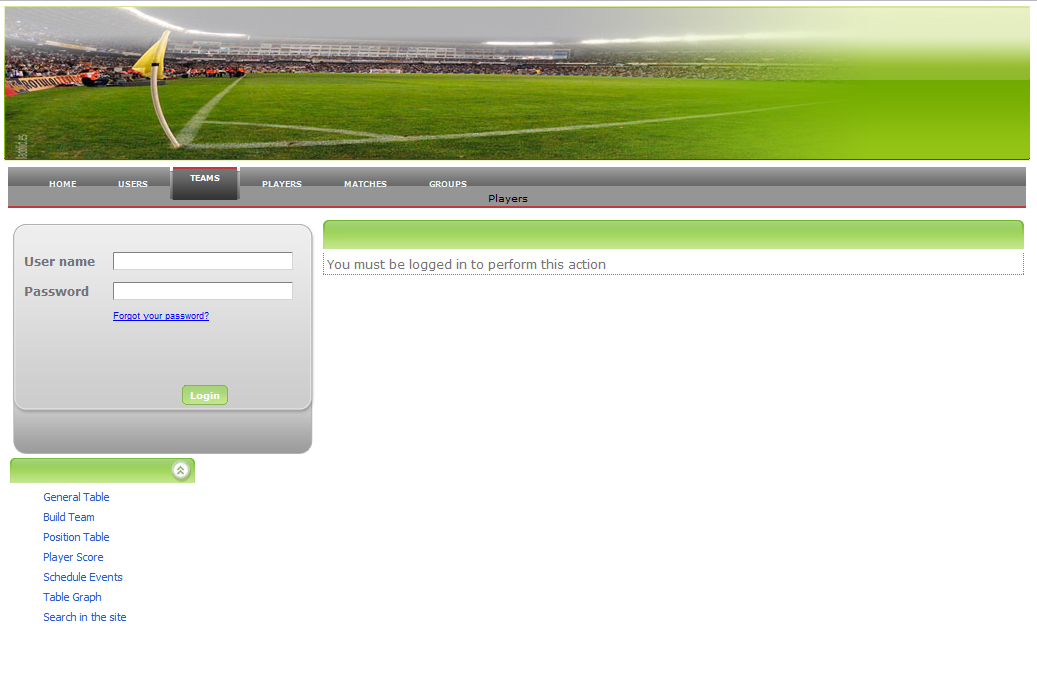 HOME USERS TEAMS PLAYERS MATCHES GROUPS
Players
User name
Password
Forgot your password?
Login
You must be logged in to perform this action
General Table
Build Team
Position Table
Player Score
Schedule Events
Table Graph
Search in the site